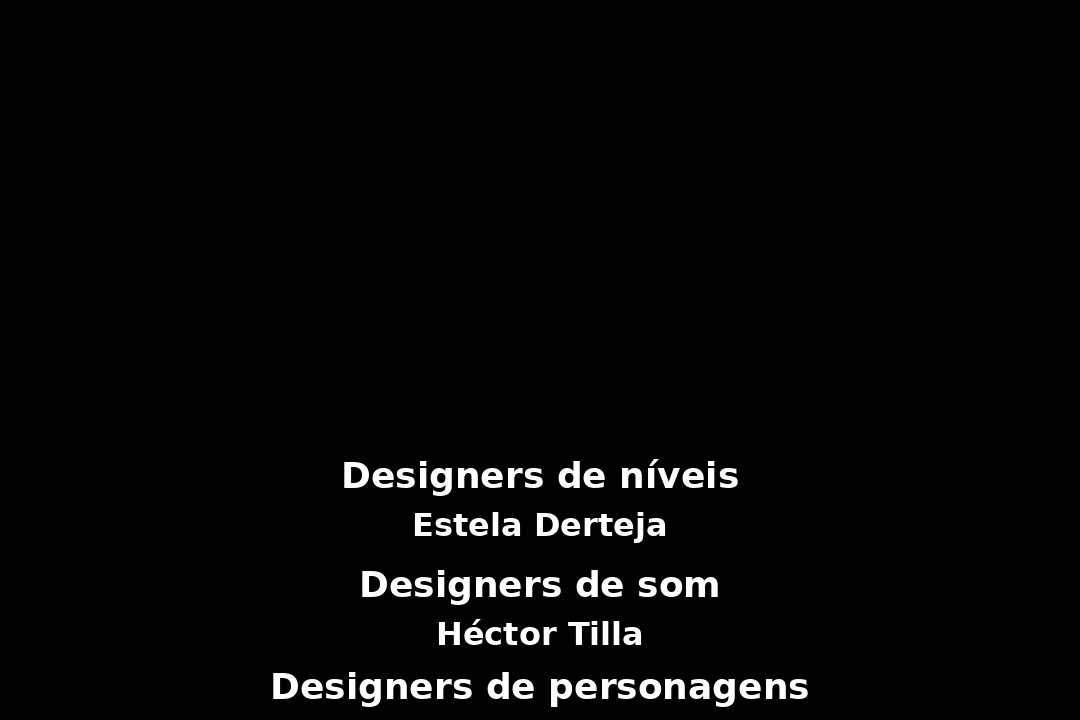 Designers de níveis
Estela Derteja
Designers de som
Héctor Tilla
Designers de personagens